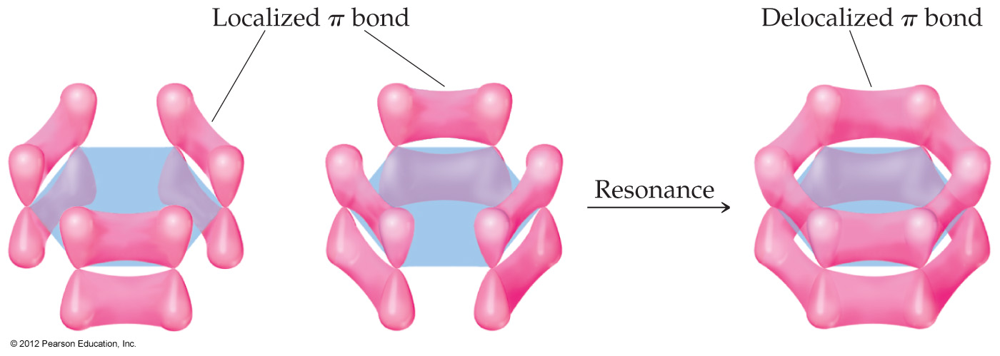 Localized π bond
Delocalized π bond
Resonance
© 2012 Pearson Education, Inc.